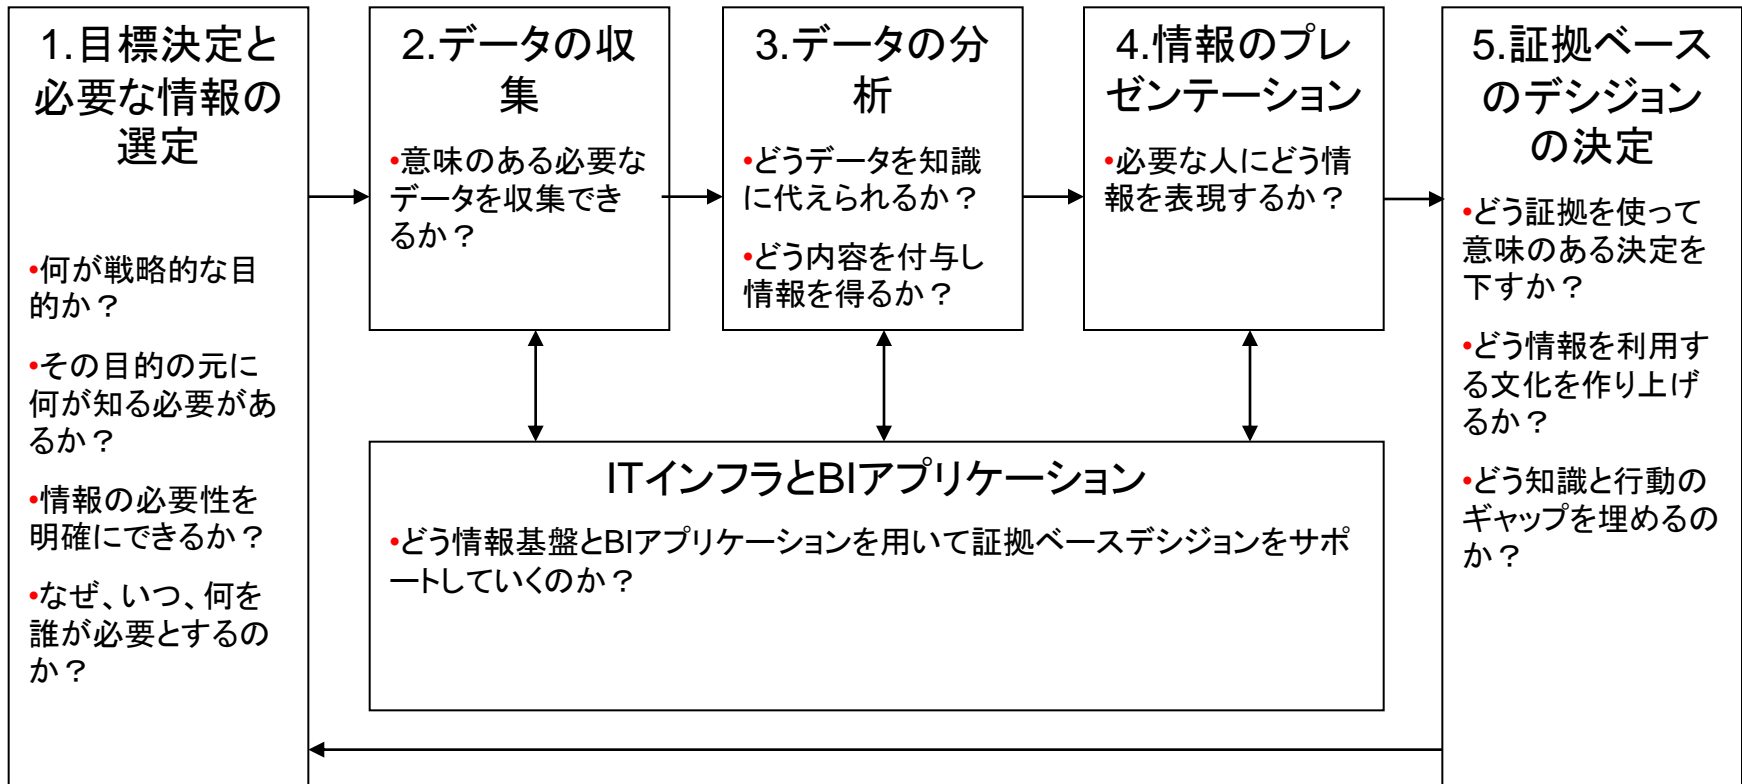 1.目標決定と
必要な情報の
選定
•何が戦略的な目
的か？
•その目的の元に
何が知る必要があ
るか？
•情報の必要性を
明確にできるか？
•なぜ、いつ、何を
誰が必要とするの
か？
2.データの収
集
•意味のある必要な
データを収集でき
るか？
3.データの分
析
•どうデータを知識
に代えられるか？
•どう内容を付与し
情報を得るか？
4.情報のプレ
ゼンテーション
•必要な人にどう情
報を表現するか？
5.証拠ベース
のデシジョン
の決定
•どう証拠を使って
意味のある決定を
下すか？
•どう情報を利用す
る文化を作り上げ
るか？
•どう知識と行動の
ギャップを埋めるの
か？
ITインフラとBIアプリケーション
•どう情報基盤とBIアプリケーションを用いて証拠ベースデシジョンをサポ
ートしていくのか？